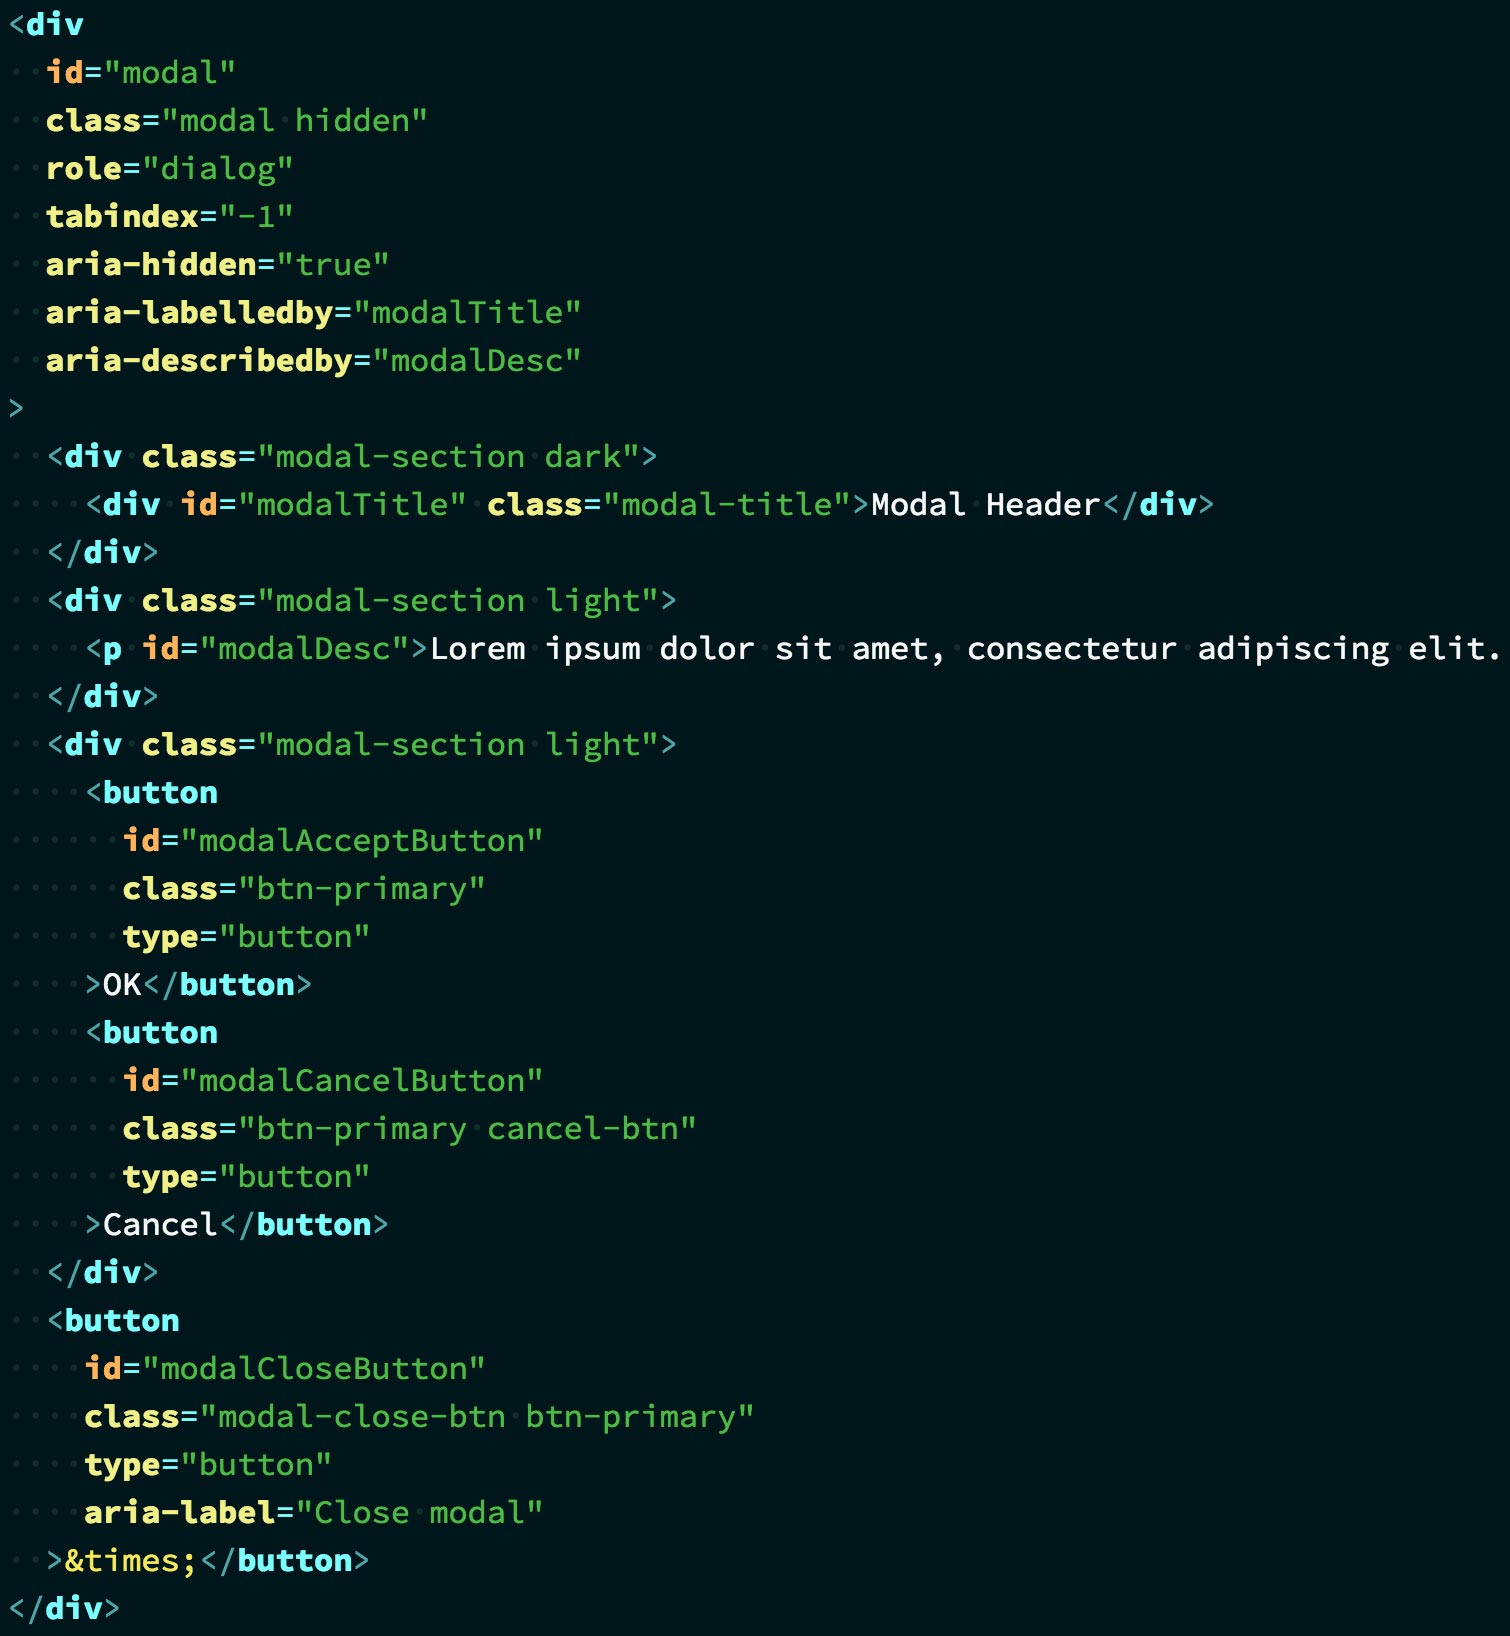 <div
  id="modal"
  class="modal hidden"
  role="dialog"
  tabindex="-1"
  aria-hidden="true"
  aria-labelledby="modalTitle"
  aria-describedby="modalDesc"
>
  <div class="modal-section dark">
    <div id="modalTitle" class="modal-title">Modal Header</div>
  </div>
  <div class="modal-section light">
    <p id="modalDesc">Lorem ipsum dolor sit amet, consectetur adipiscing elit.
  </div>
  <div class="modal-section light">
    <button
      id="modalAcceptButton"
      class="btn-primary"
      type="button"
    >OK</button>
    <button
      id="modalCancelButton"
      class="btn-primary cancel-btn"
      type="button"
    >Cancel</button>
  </div>
  <button
    id="modalCloseButton"
    class="modal-close-btn btn-primary"
    type="button"
    aria-label="Close modal"
  >&times;</button>
</div>